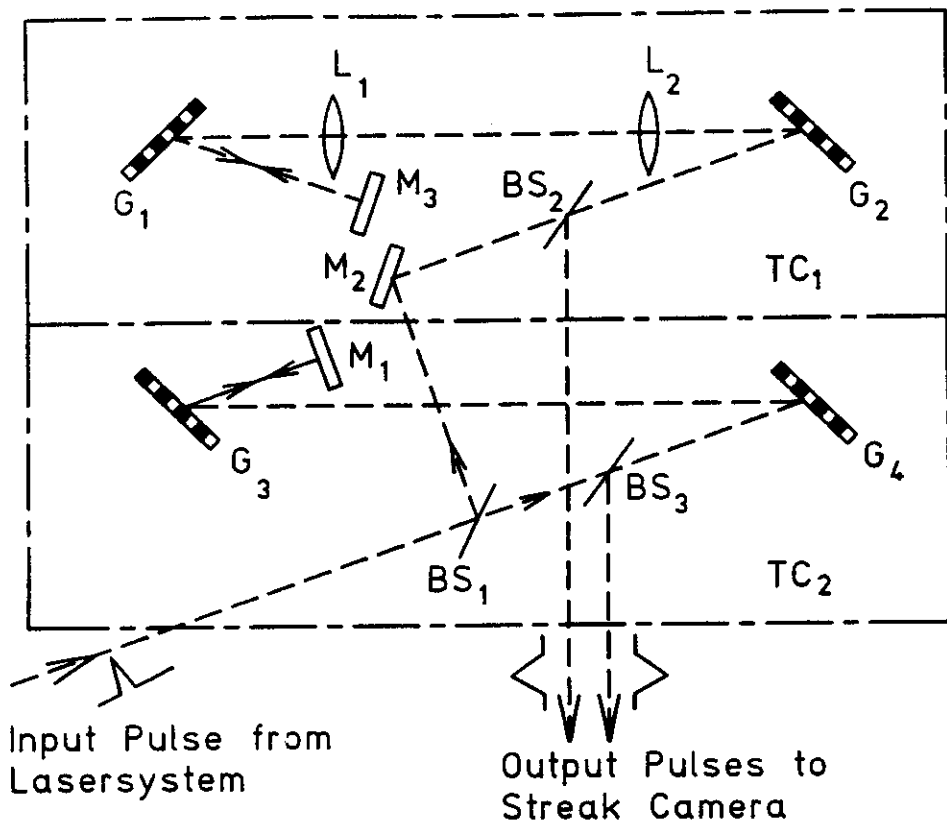 L₁
L₂
G₁
M₃
BS₂
G₂
M₂
TC₁
M₁
G₃
G₄
BS₃
BS₁
TC₂
Input Pulse from
Lasersystem
Output Pulses to
Streak Camera